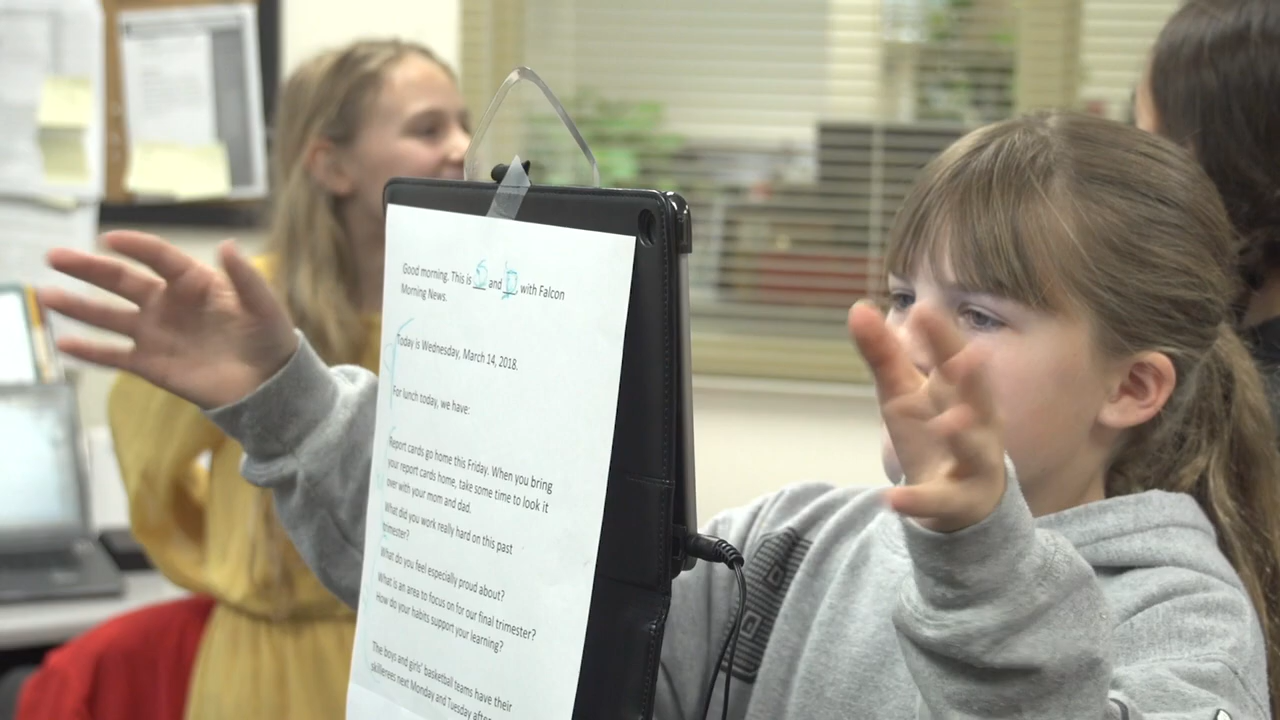 Good morning. This is and with Falcon
Morning News.
Today is Wednesday, March 14, 2018.
For lunch today, we have:
Report cards go home this Friday. When you bring
your report cards home, take some time to look it
over with your mom and dad.
What did you work really hard on this past
trimester?
What do you feel especially proud about?
What is an area to focus on for our final trimester?
How do your habits support your learning?
The boys and girls' basketball teams have their
skillerees next Monday and Tuesday after